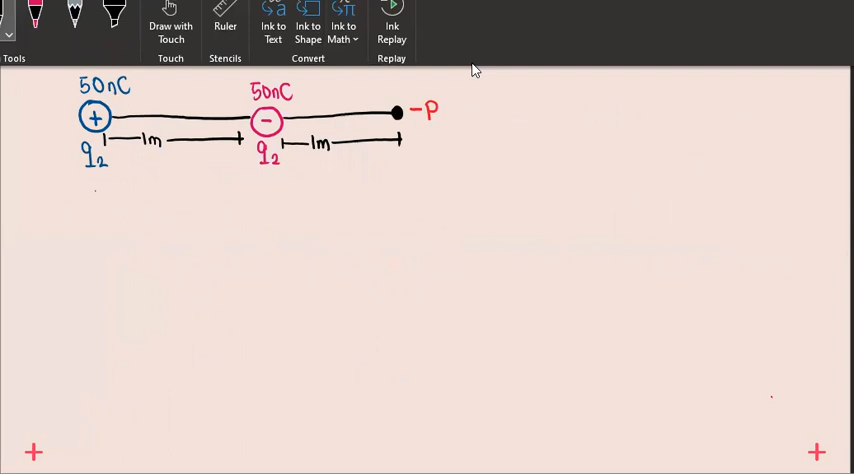 Draw with Touch
Ruler
Ink to Text
Ink to Shape
Ink to Math
Ink Replay
Tools
Touch
Stencils
Convert
Replay
50nC
50nC
+
-
-P
1m
1m
q2
q2
+
+